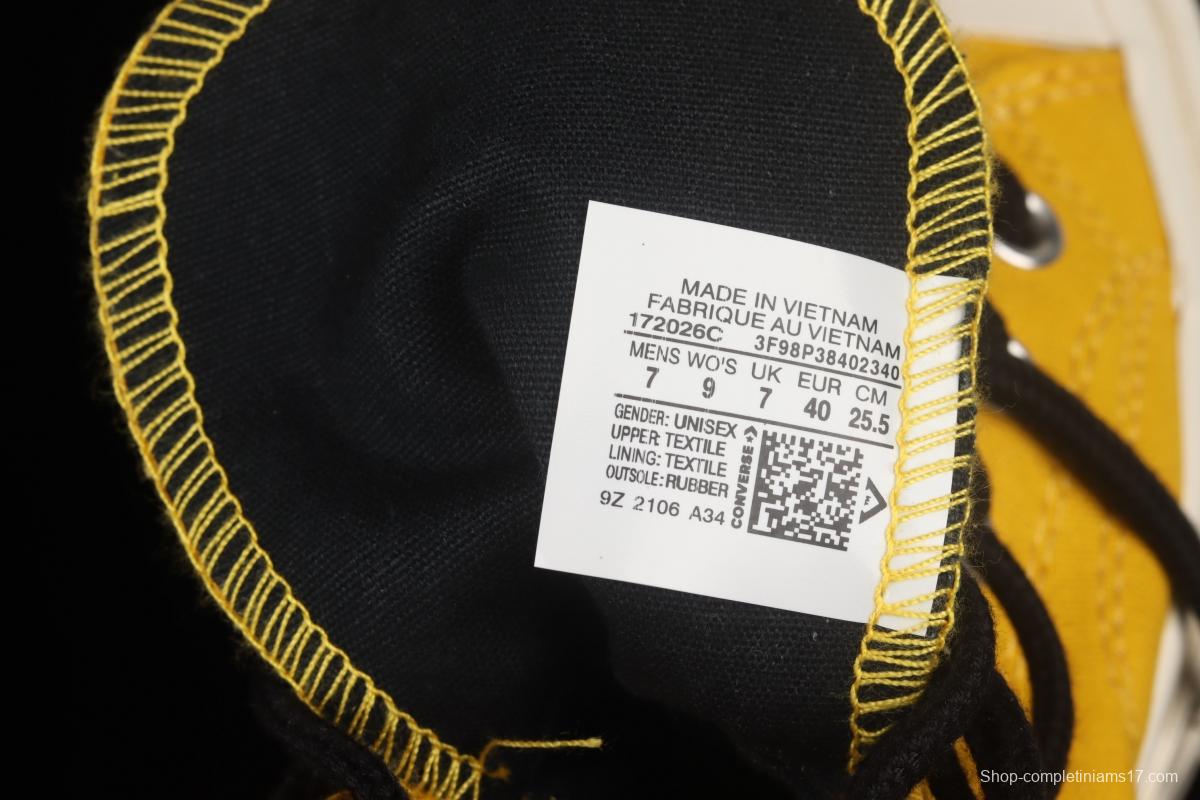 MADE IN VIETNAM
FABRIQUE AU VIETNAM
172026C 3F98P38402340
MENS WO'S UK EUR CM
7 9 7 40 25.5
GENDER: UNISEX
UPPER: TEXTILE
LINING: TEXTILE
OUTSOLE: RUBBER
9Z 2106 A34
CONVERSE
Shop-completiniams17.com